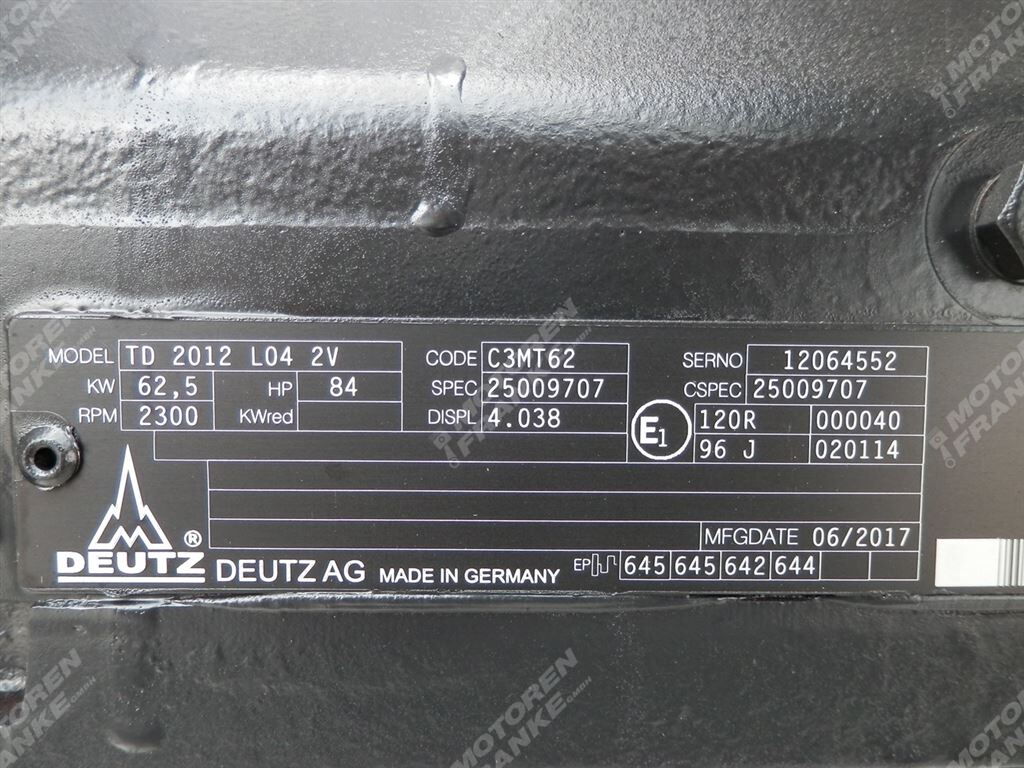 MODEL TD 2012 L04 2V CODE C3MT62 SERNO 12064552
KW 62,5 HP 84 SPEC 25009707 CSPEC 25009707
RPM 2300 KWred DISPL 4.038 E1 120R 000040
96 J 020114
MFGDATE 06/2017
DEUTZ ® DEUTZ AG MADE IN GERMANY EP 645 645 642 644
MOTOREN
FRANKE GMBH